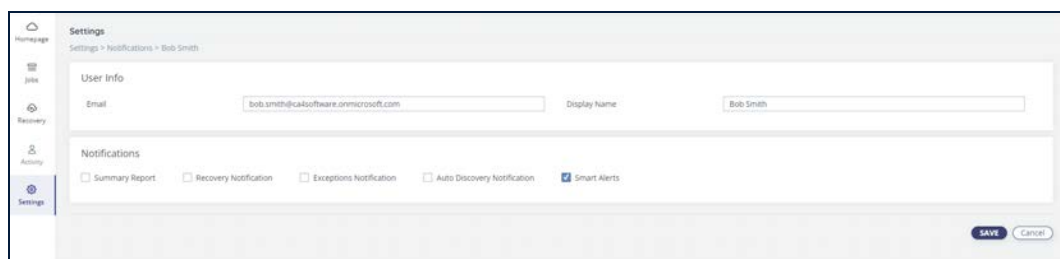 Homepage
Jobs
Recovery
Activity
Settings
Settings
Settings > Notifications > Bob Smith
User Info
Email bob.smith@ca4software.onmicrosoft.com Display Name Bob Smith
Notifications
Summary Report Recovery Notification Exceptions Notification Auto Discovery Notification Smart Alerts
SAVE Cancel